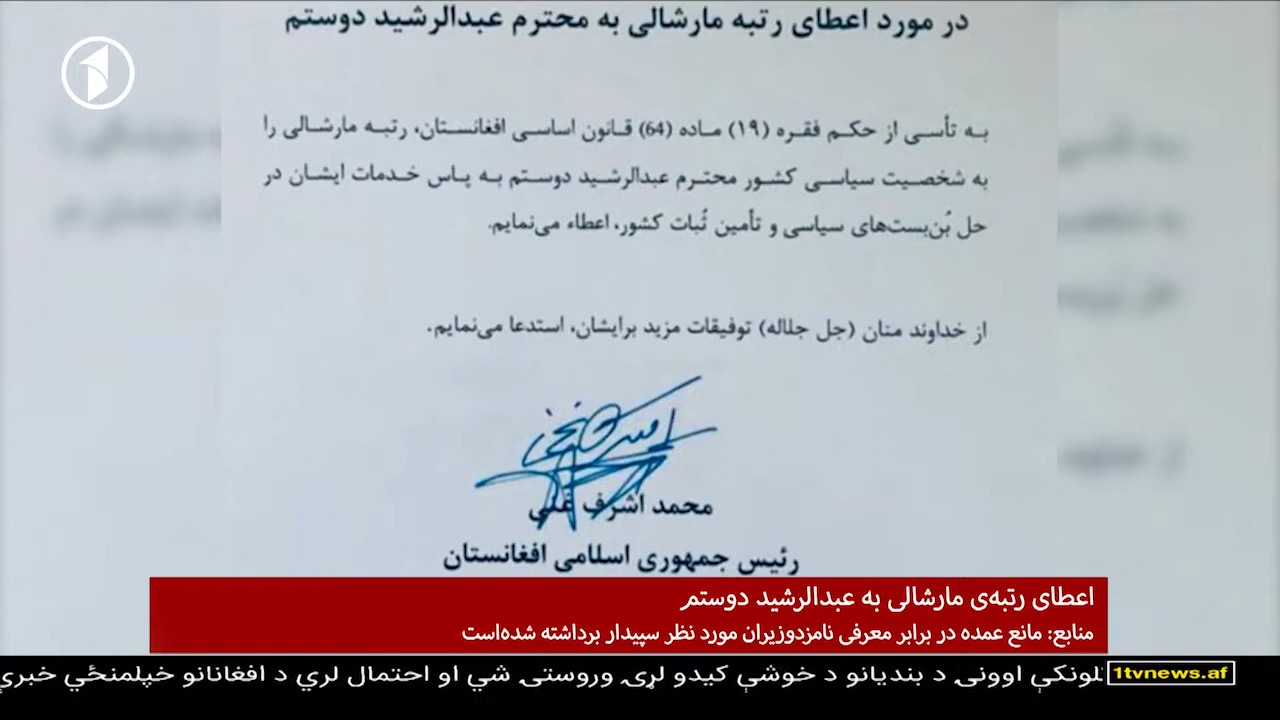 در مورد اعطای رتبه مارشالی به محترم عبدالرشید دوستم
به تأسی از حکم فقره (۱۹) ماده (64) قانون اساسی افغانستان، رتبه مارشالی را
به شخصیت سیاسی کشور محترم عبدالرشید دوستم به پاس خدمات ایشان در
حل بُن‌بست‌های سیاسی و تأمین ثُبات کشور، اعطاء می‌نمایم.
از خداوند منان (جل جلاله) توفیقات مزید برایشان، استدعا می‌نمایم.
محمد اشرف غنی
رئیس جمهوری اسلامی افغانستان
اعطای رتبه‌ی مارشالی به عبدالرشید دوستم
منابع: مانع عمده در برابر معرفی نامزدوزیران مورد نظر سپیدار برداشته شده‌است
اوونۍ د بندیانو د خوشې کیدو لړۍ وروستۍ شي او احتمال لري د افغانانو خپلمنځي خبرې
1tvnews.af